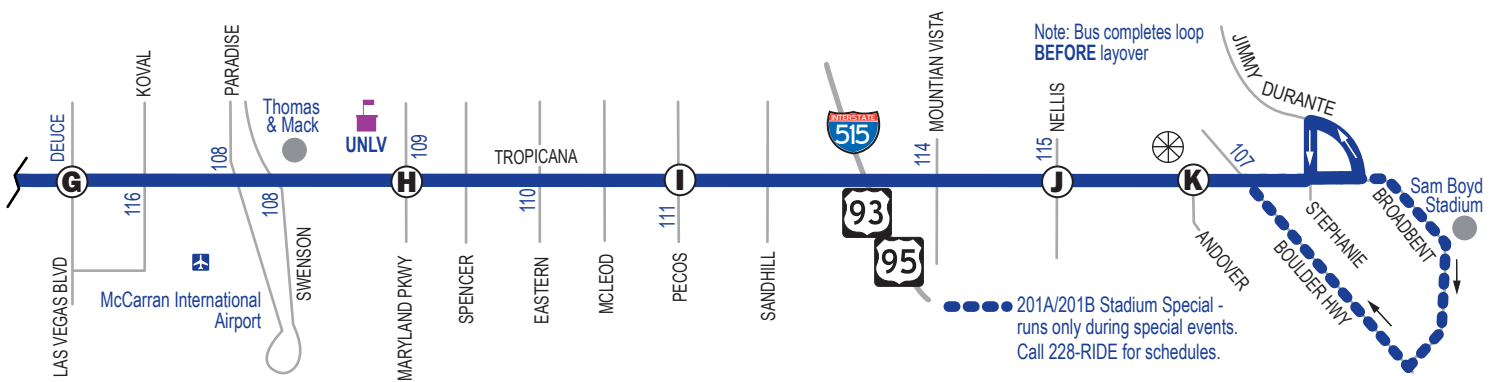 Note: Bus completes loop
BEFORE layover
JIMMY DURANTE
DEUCE
KOVAL
108
PARADISE
Thomas
& Mack
UNLV
109
TROPICANA
INTERSTATE
515
114
MOUNTIAN VISTA
115
NELLIS
107
G
H
I
J
K
116
108
110
111
93
95
Sam Boyd
Stadium
BROADBENT
STEPHANIE
BOULDER HWY
ANDOVER
LAS VEGAS BLVD
McCarran International
Airport
SWENSON
MARYLAND PKWY
SPENCER
EASTERN
MCLEOD
PECOS
SANDHILL
201A/201B Stadium Special -
runs only during special events.
Call 228-RIDE for schedules.